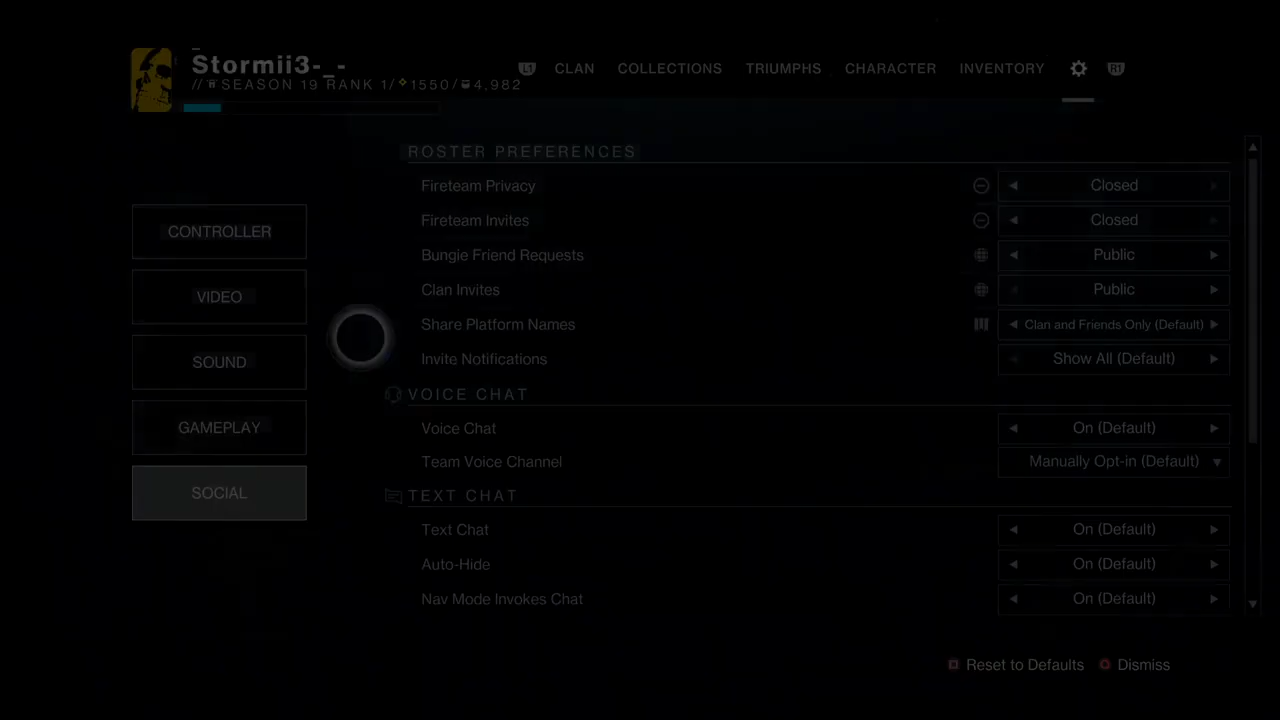 Stormii3-_-
// SEASON 19 RANK 1/ 1550/ 4,982
L1 CLAN COLLECTIONS TRIUMPHS CHARACTER INVENTORY R1
ROSTER PREFERENCES
Fireteam Privacy Closed
Fireteam Invites Closed
Bungie Friend Requests Public
Clan Invites Public
Share Platform Names Clan and Friends Only (Default)
Invite Notifications Show All (Default)
VOICE CHAT
Voice Chat On (Default)
Team Voice Channel Manually Opt-in (Default)
TEXT CHAT
Text Chat On (Default)
Auto-Hide On (Default)
Nav Mode Invokes Chat On (Default)
CONTROLLER
VIDEO
SOUND
GAMEPLAY
SOCIAL
Reset to Defaults Dismiss